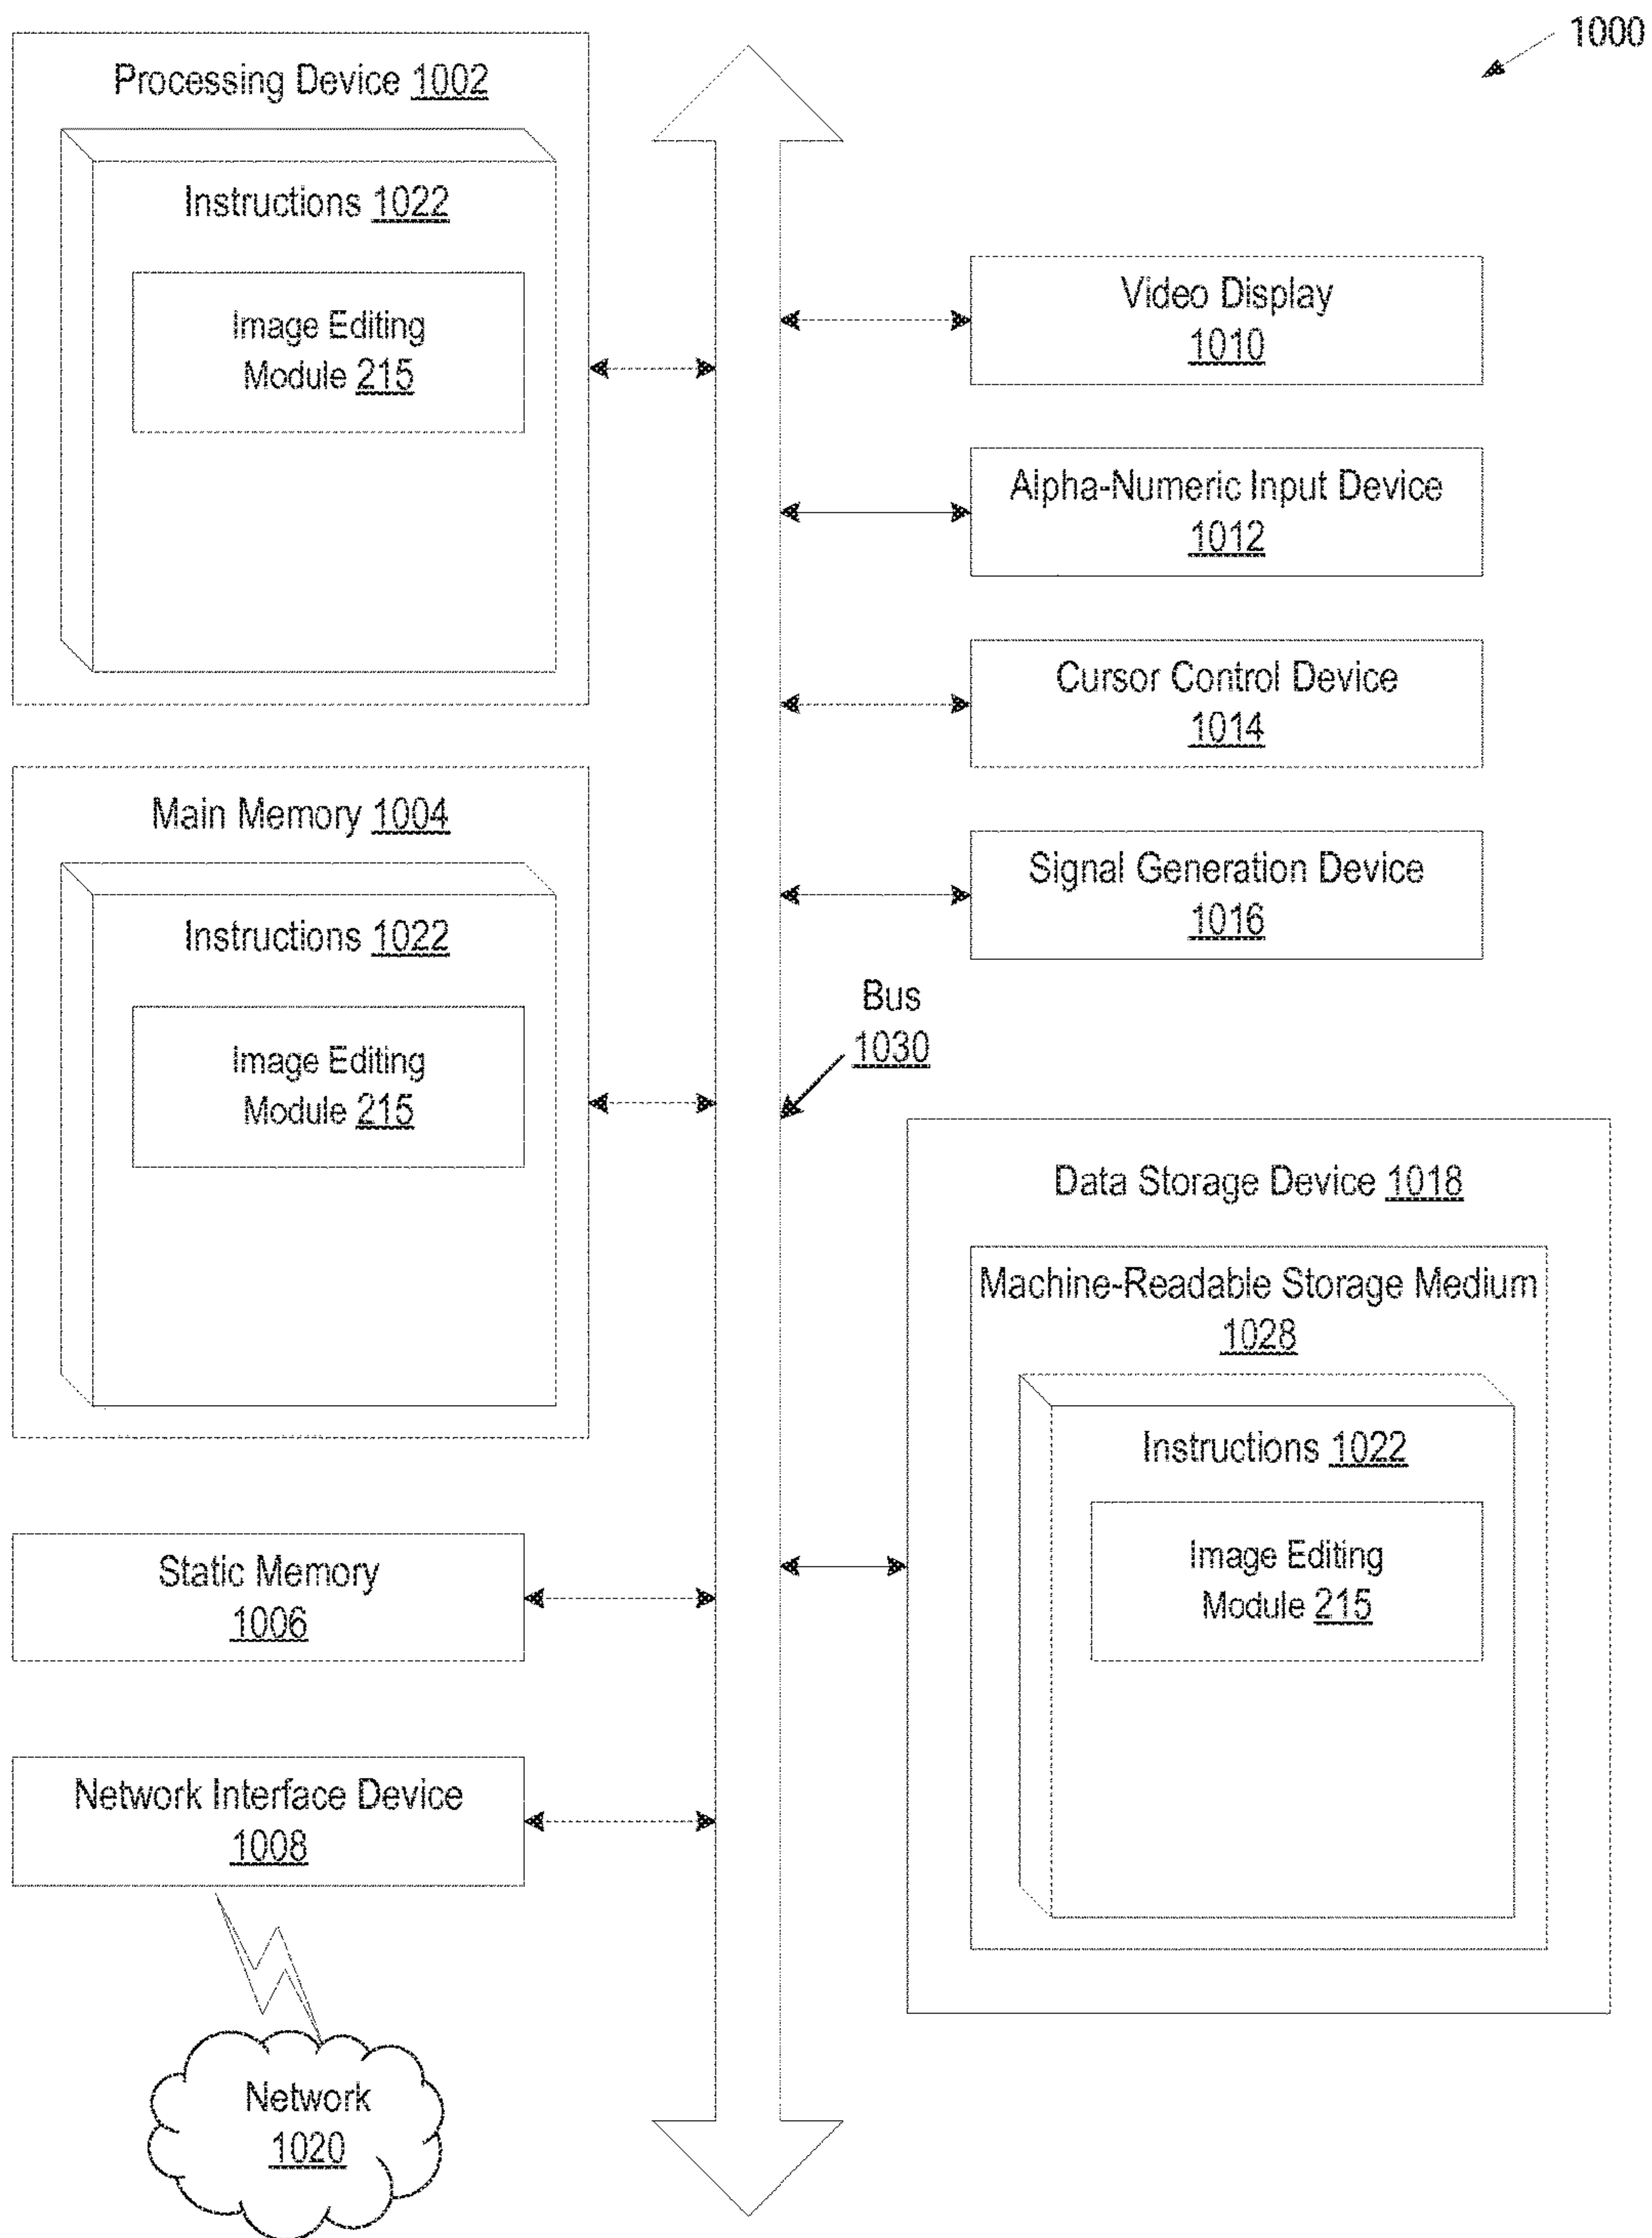 1000
Processing Device 1002
Instructions 1022
Image Editing
Module 215
Video Display
1010
Alpha-Numeric Input Device
1012
Cursor Control Device
1014
Main Memory 1004
Instructions 1022
Image Editing
Module 215
Signal Generation Device
1016
Bus
1030
Data Storage Device 1018
Machine-Readable Storage Medium
1028
Instructions 1022
Image Editing
Module 215
Static Memory
1006
Network Interface Device
1008
Network
1020